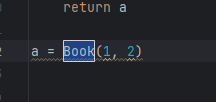 return a
a = Book(1, 2)